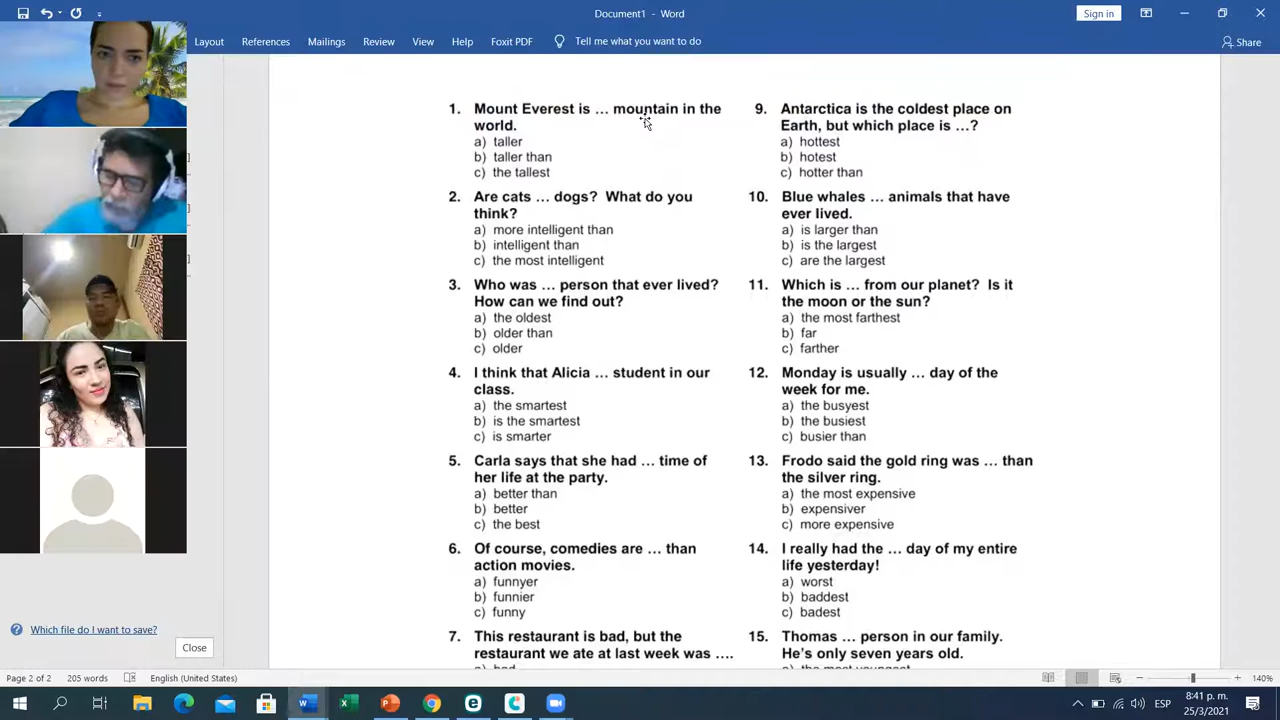 Document1 - Word
Sign in
Layout References Mailings Review View Help Foxit PDF Tell me what you want to do
Share
1. Mount Everest is … mountain in the
world.
a) taller
b) taller than
c) the tallest
2. Are cats … dogs? What do you
think?
a) more intelligent than
b) intelligent than
c) the most intelligent
3. Who was … person that ever lived?
How can we find out?
a) the oldest
b) older than
c) older
4. I think that Alicia … student in our
class.
a) the smartest
b) is the smartest
c) is smarter
5. Carla says that she had … time of
her life at the party.
a) better than
b) better
c) the best
6. Of course, comedies are … than
action movies.
a) funnyer
b) funnier
c) funny
7. This restaurant is bad, but the
restaurant we ate at last week was ….
a) bad
9. Antarctica is the coldest place on
Earth, but which place is …?
a) hottest
b) hotest
c) hotter than
10. Blue whales … animals that have
ever lived.
a) is larger than
b) is the largest
c) are the largest
11. Which is … from our planet? Is it
the moon or the sun?
a) the most farthest
b) far
c) farther
12. Monday is usually … day of the
week for me.
a) the busyest
b) the busiest
c) busier than
13. Frodo said the gold ring was … than
the silver ring.
a) the most expensive
b) expensiver
c) more expensive
14. I really had the … day of my entire
life yesterday!
a) worst
b) baddest
c) badest
15. Thomas … person in our family.
He's only seven years old.
a) the most youngest
Which file do I want to save?
Close
Page 2 of 2 205 words English (United States)
140%
ESP
8:41 p. m.
25/3/2021